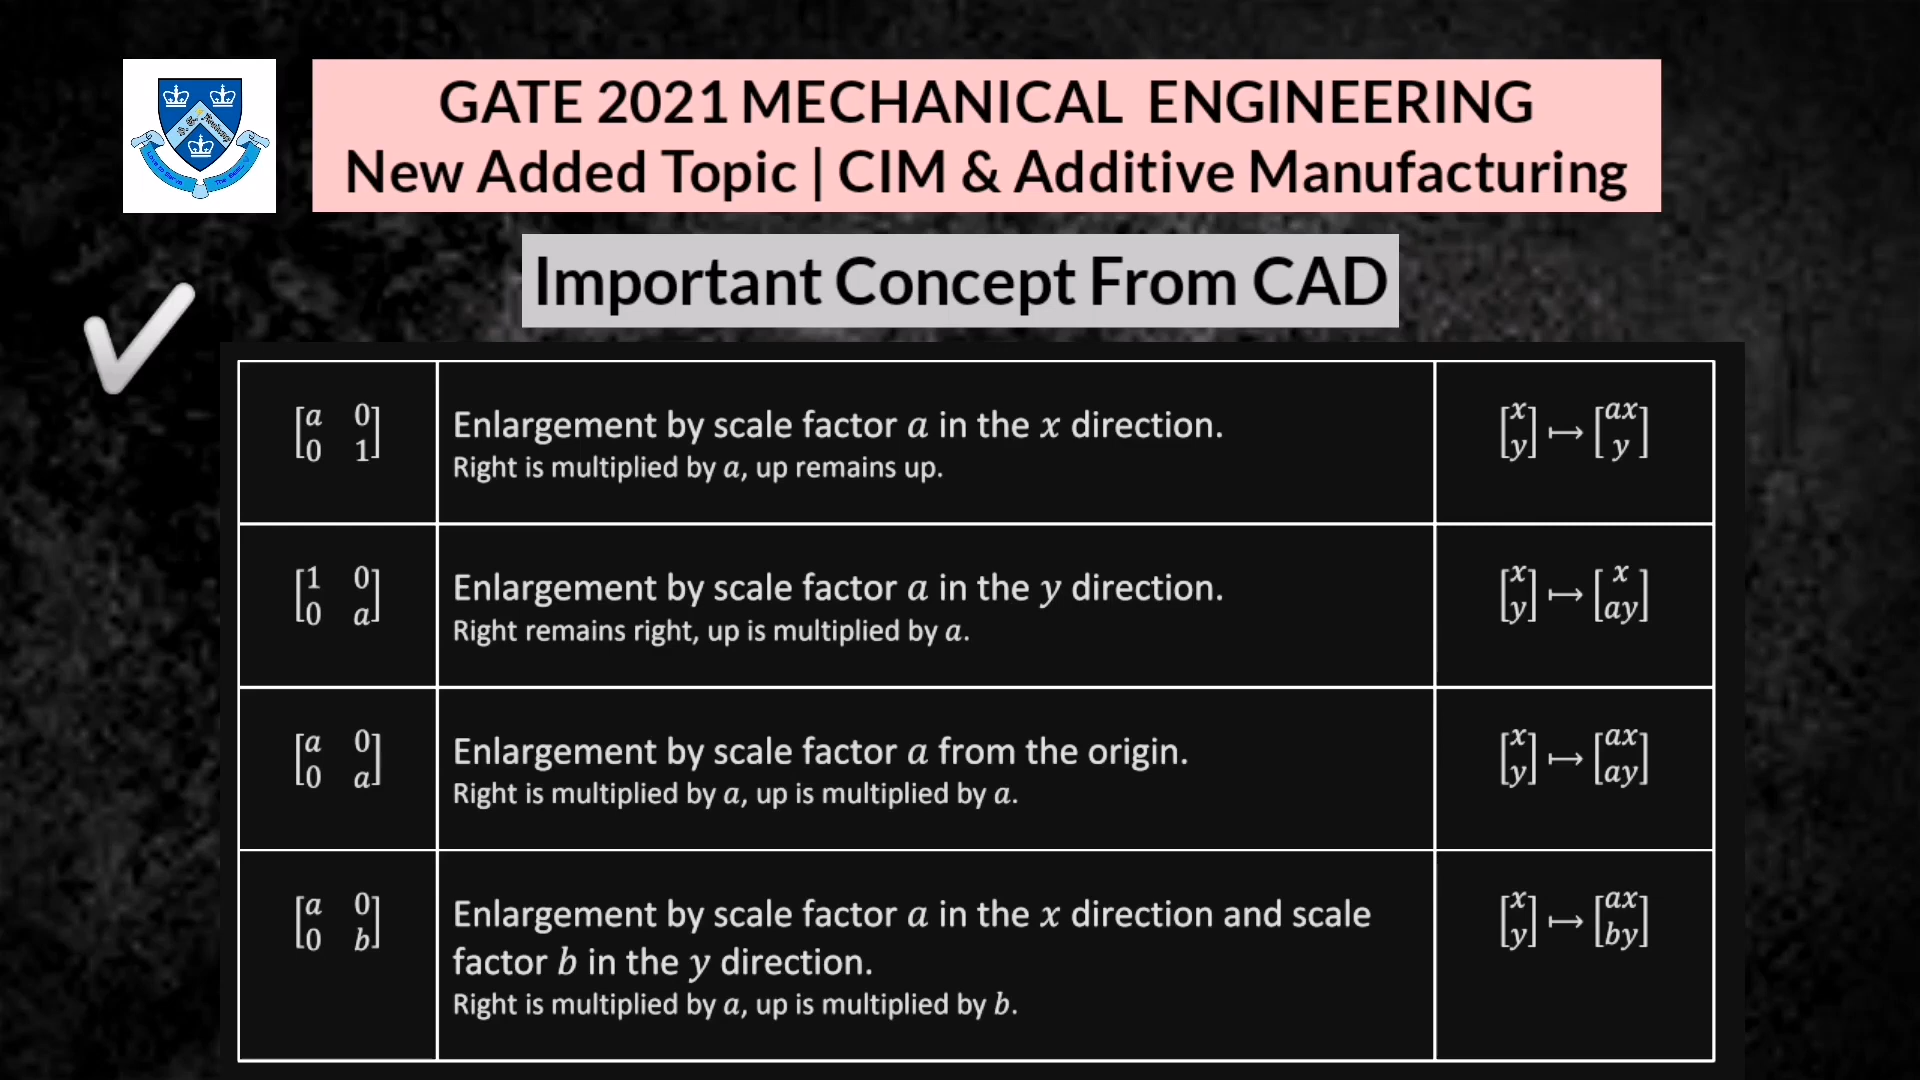 GATE 2021 MECHANICAL ENGINEERING
New Added Topic | CIM & Additive Manufacturing
Important Concept From CAD
[a 0] Enlargement by scale factor a in the x direction. [x] ↦ [ax]
[0 1] Right is multiplied by a, up remains up. [y] [y]
[1 0] Enlargement by scale factor a in the y direction. [x] ↦ [x]
[0 a] Right remains right, up is multiplied by a. [y] [ay]
[a 0] Enlargement by scale factor a from the origin. [x] ↦ [ax]
[0 a] Right is multiplied by a, up is multiplied by a. [y] [ay]
[a 0] Enlargement by scale factor a in the x direction and scale [x] ↦ [ax]
[0 b] factor b in the y direction. [y] [by]
Right is multiplied by a, up is multiplied by b.